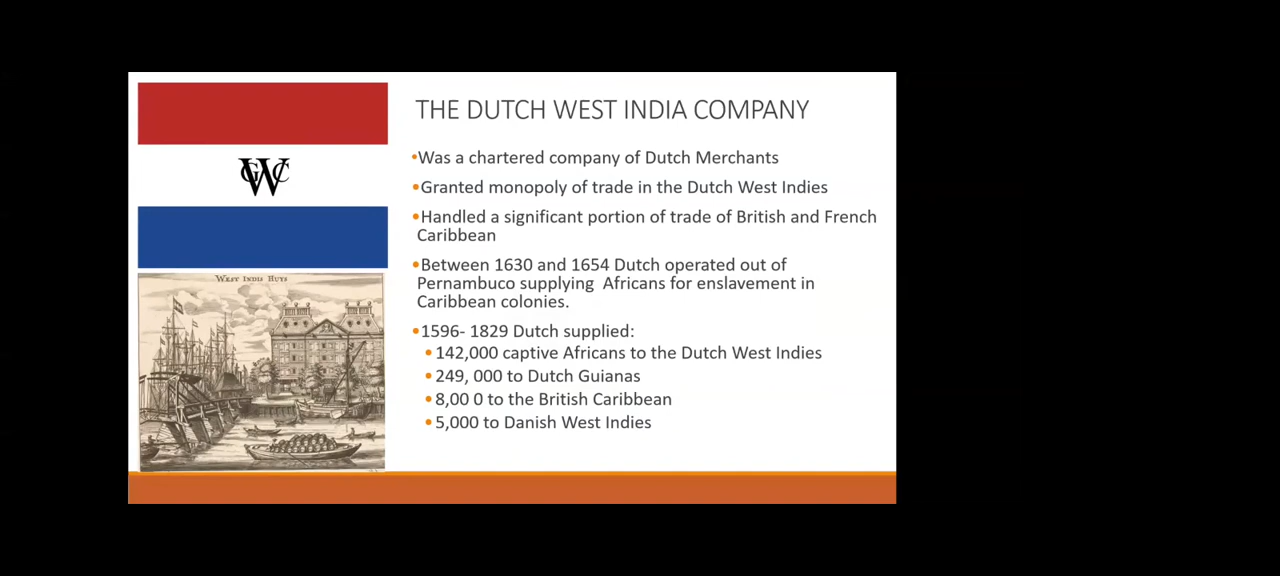 THE DUTCH WEST INDIA COMPANY
•Was a chartered company of Dutch Merchants
•Granted monopoly of trade in the Dutch West Indies
•Handled a significant portion of trade of British and French
Caribbean
•Between 1630 and 1654 Dutch operated out of
Pernambuco supplying  Africans for enslavement in
Caribbean colonies.
•1596- 1829 Dutch supplied:
•142,000 captive Africans to the Dutch West Indies
•249, 000 to Dutch Guianas
•8,00 0 to the British Caribbean
•5,000 to Danish West Indies
GWC
WEST INDIS HUYS